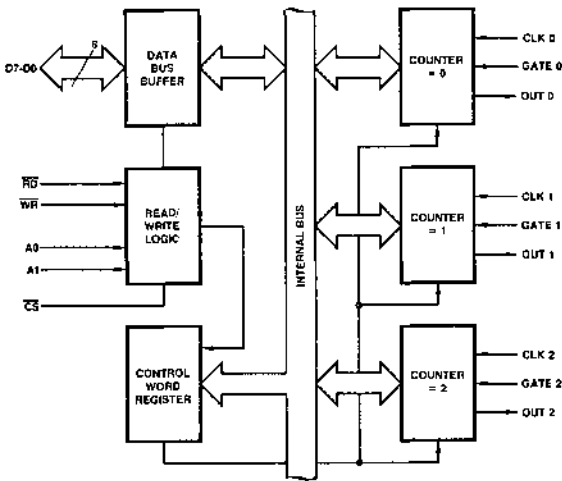 D7-D0
8
DATA
BUS
BUFFER
COUNTER
= 0
CLK 0
GATE 0
OUT 0
RD
WR
A0
A1
CS
READ/
WRITE
LOGIC
INTERNAL BUS
COUNTER
= 1
CLK 1
GATE 1
OUT 1
CONTROL
WORD
REGISTER
COUNTER
= 2
CLK 2
GATE 2
OUT 2